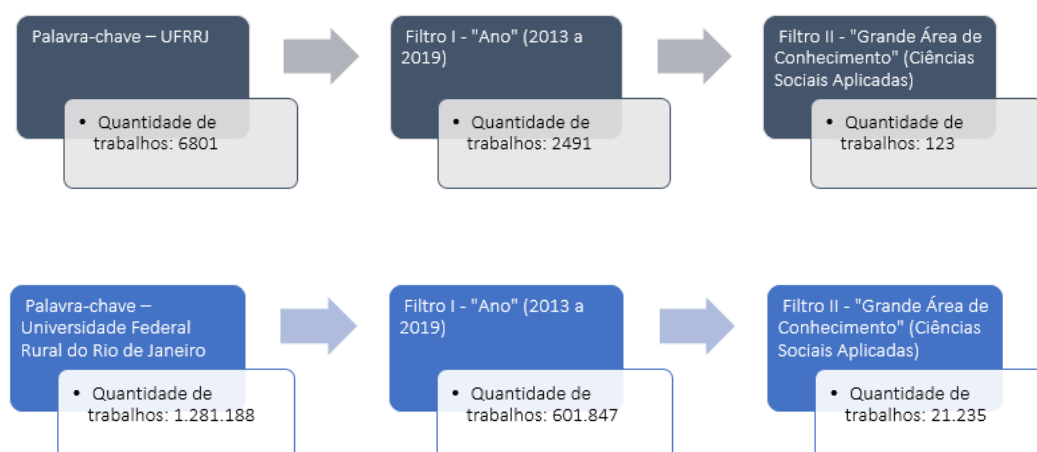 Palavra-chave – UFRRJ
• Quantidade de
trabalhos: 6801
Filtro I - "Ano" (2013 a
2019)
• Quantidade de
trabalhos: 2491
Filtro II - "Grande Área de
Conhecimento" (Ciências
Sociais Aplicadas)
• Quantidade de
trabalhos: 123
Palavra-chave –
Universidade Federal
Rural do Rio de Janeiro
• Quantidade de
trabalhos: 1.281.188
Filtro I - "Ano" (2013 a
2019)
• Quantidade de
trabalhos: 601.847
Filtro II - "Grande Área de
Conhecimento" (Ciências
Sociais Aplicadas)
• Quantidade de
trabalhos: 21.235